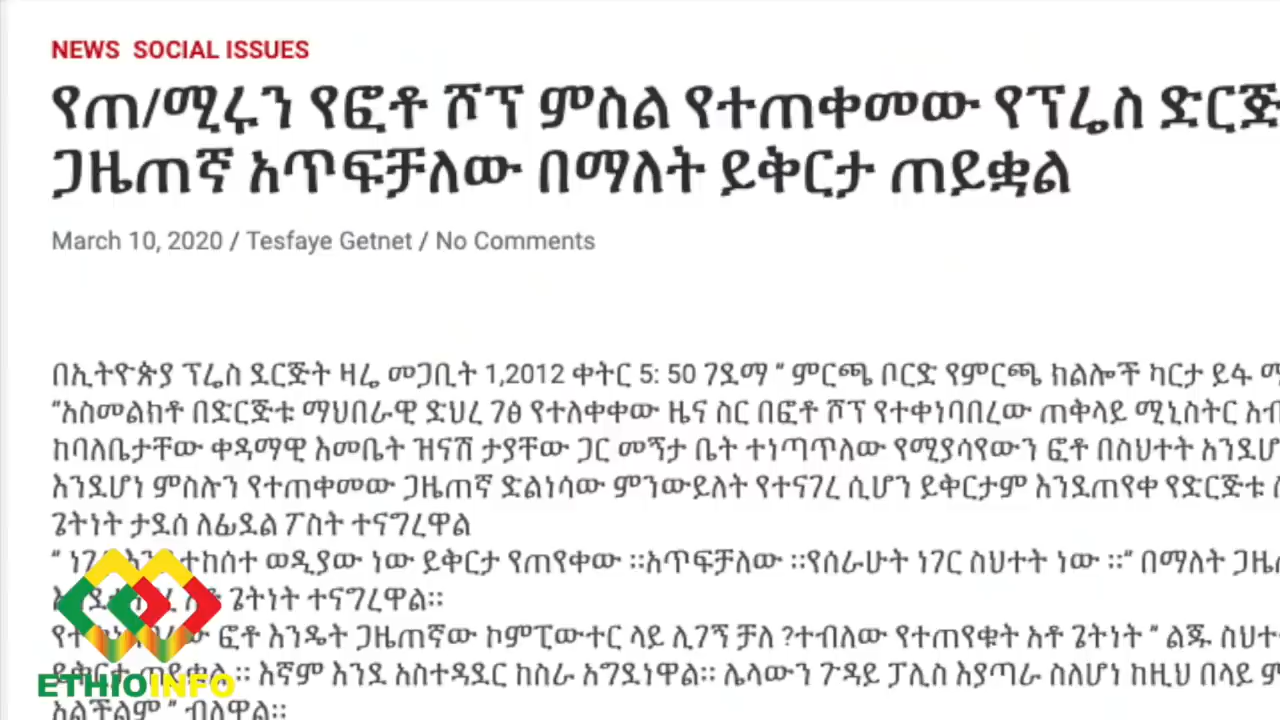 NEWS SOCIAL ISSUES
የጠ/ሚሩን የፎቶ ሾፕ ምስል የተጠቀመው የፕሬስ ድርጅ
ጋዜጠኛ አጥፍቻለው በማለት ይቅርታ ጠይቋል
March 10, 2020 / Tesfaye Getnet / No Comments
በኢትዮጵያ ፕሬስ ደርጅት ዛሬ መጋቢት 1,2012 ቀትር 5: 50 ገደማ “ ምርጫ ቦርድ የምርጫ ክልሎች ካርታ ይፋ
“አስመልክቶ በድርጅቱ ማህበራዊ ድህረ ገፅ የተለቀቀው ዜና ስር በፎቶ ሾፕ የተቀነባበረው ጠቅላይ ሚኒስትር
ከባለቤታቸው ቀዳማዊ እመቤት ዝናሽ ታያቸው ጋር መኝታ ቤት ተነጣጥለው የሚያሳየውን ፎቶ በስህተት
እንደሆነ ምስሉን የተጠቀመው ጋዜጠኛ ድልነሳው ምንውይለት የተናገረ ሲሆን ይቅርታም እንደጠየቀ የድርጅቱ
ጌትነት ታደሰ ለፊደል ፖስት ተናግረዋል
“ ወዲያው ነው ይቅርታ የጠየቀው ።አጥፍቻለው ።የሰራሁት ነገር ስህተት ነው ።“ በማለት
ጌትነት ተናግረዋል።
ፎቶ እንዴት ጋዜጠኛው ኮምፒውተር ላይ ሊገኝ ቻለ ?ተብለው የተጠየቁት አቶ ጌትነት “ ልጁ
ይቅርታ ጠይቋል ። እኛም እንደ አስተዳደር ከስራ አግደነዋል። ሌላውን ጉዳይ ፓሊስ እያጣራ ስለሆነ ከዚህ በላይ
አልችልም “ ብለዋል።
ETHIOINFO